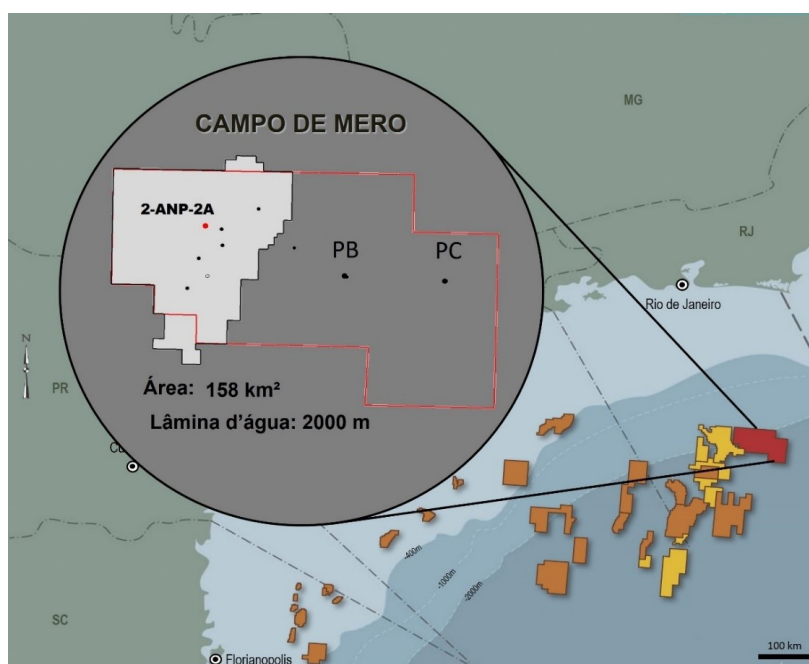 CAMPO DE MERO
MG
2-ANP-2A
PB
PC
RJ
Rio de Janeiro
N
Área: 158 km²
Lâmina d'água: 2000 m
PR
-400m
-1000m
-2000m
SC
Florianopolis
100 km